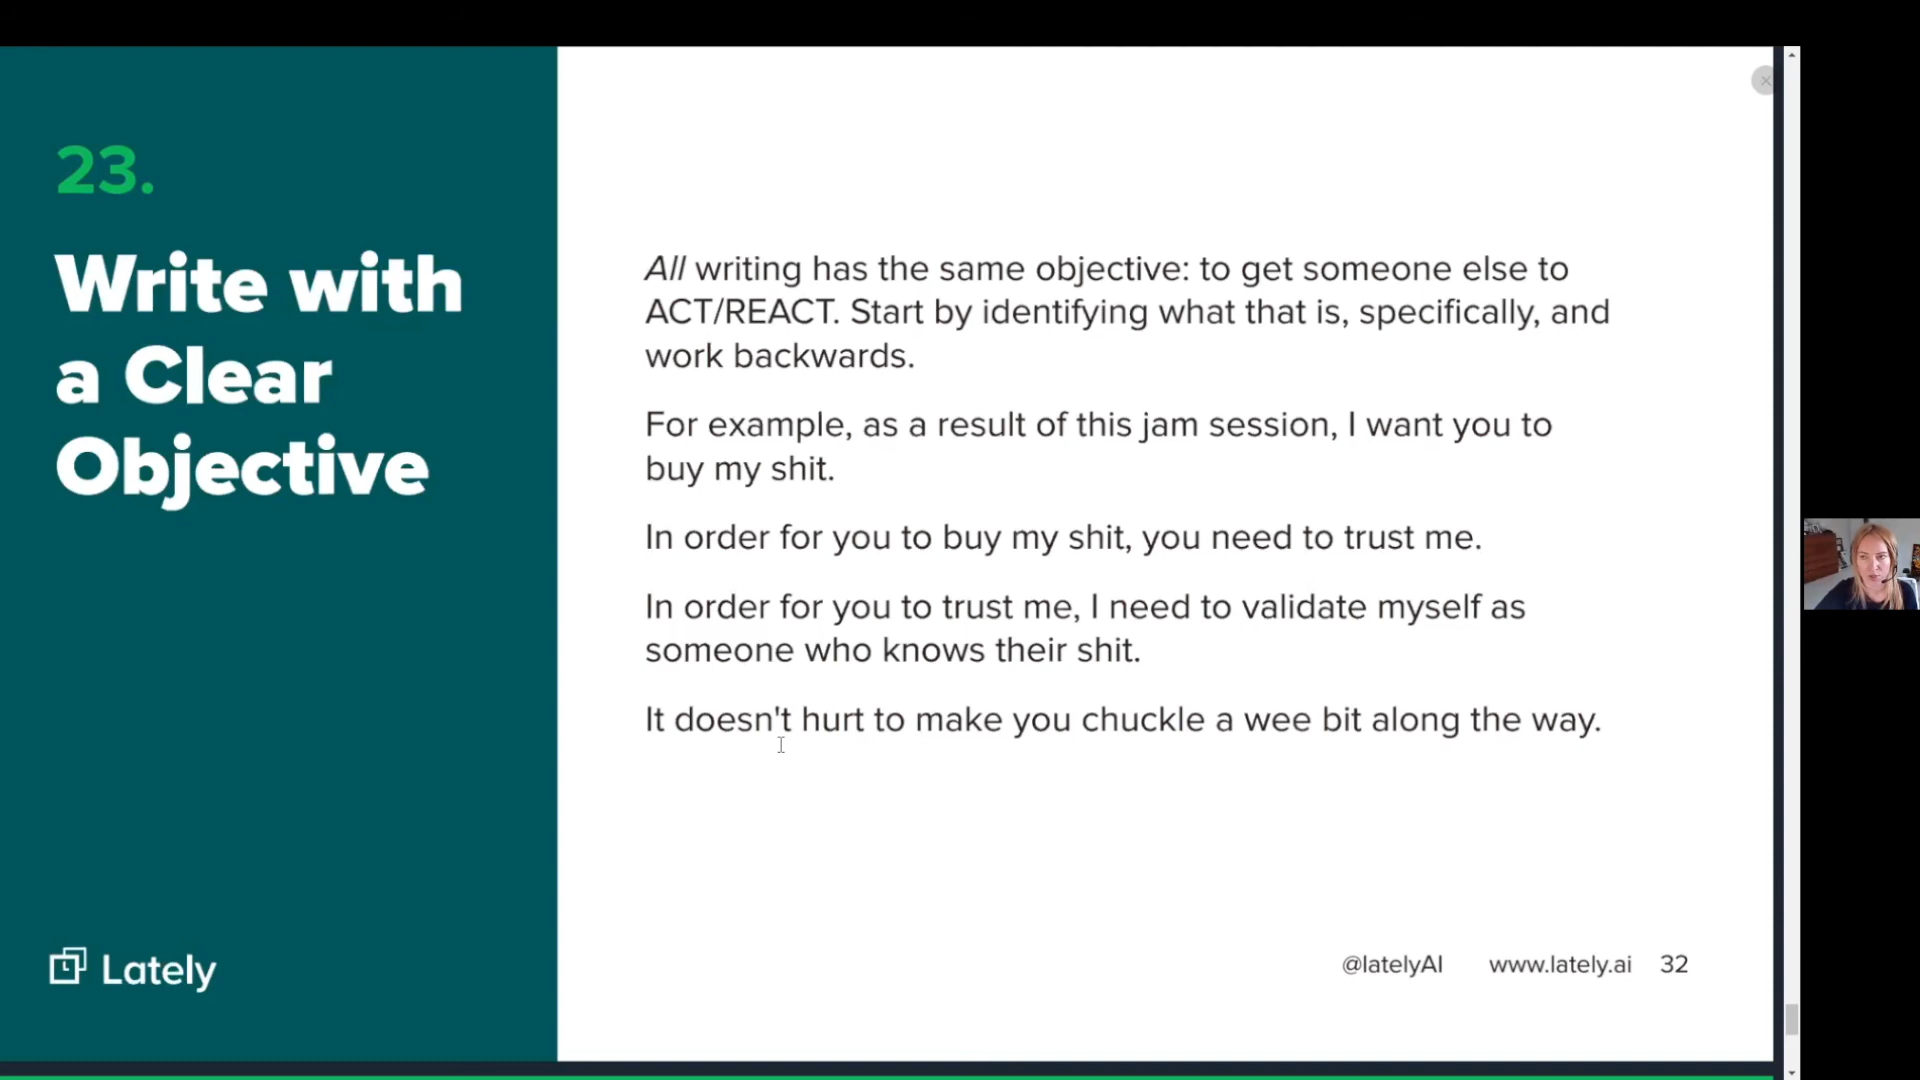 23.
Write with
a Clear
Objective
All writing has the same objective: to get someone else to
ACT/REACT. Start by identifying what that is, specifically, and
work backwards.
For example, as a result of this jam session, I want you to
buy my shit.
In order for you to buy my shit, you need to trust me.
In order for you to trust me, I need to validate myself as
someone who knows their shit.
It doesn't hurt to make you chuckle a wee bit along the way.
Lately
@latelyAI www.lately.ai 32